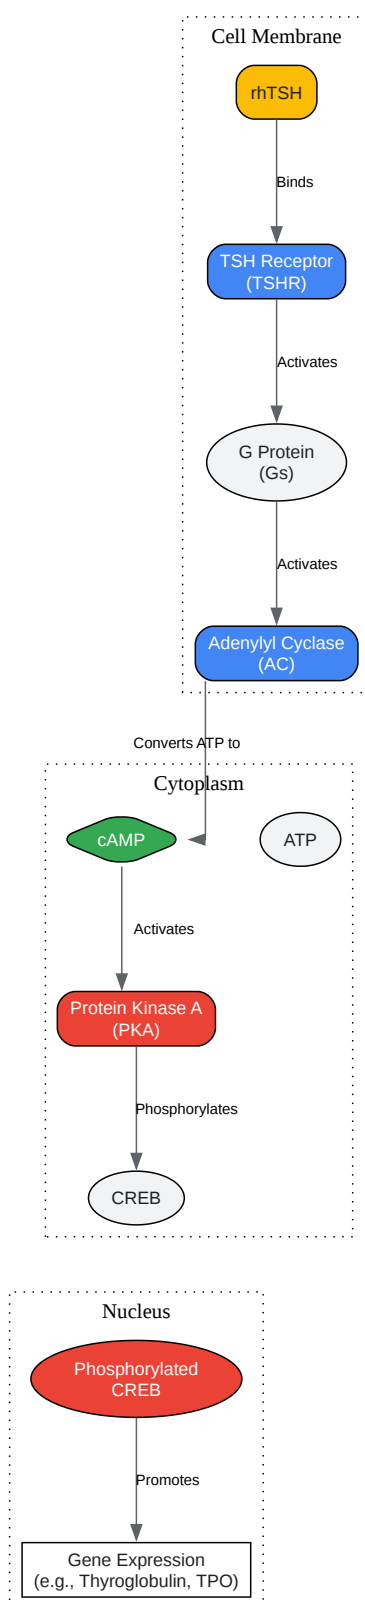 Cell Membrane
rhTSH
Binds
TSH Receptor
(TSHR)
Activates
G Protein
(Gs)
Activates
Adenylyl Cyclase
(AC)
Converts ATP to
Cytoplasm
cAMP
ATP
Activates
Protein Kinase A
(PKA)
Phosphorylates
CREB
Nucleus
Phosphorylated
CREB
Promotes
Gene Expression
(e.g., Thyroglobulin, TPO)